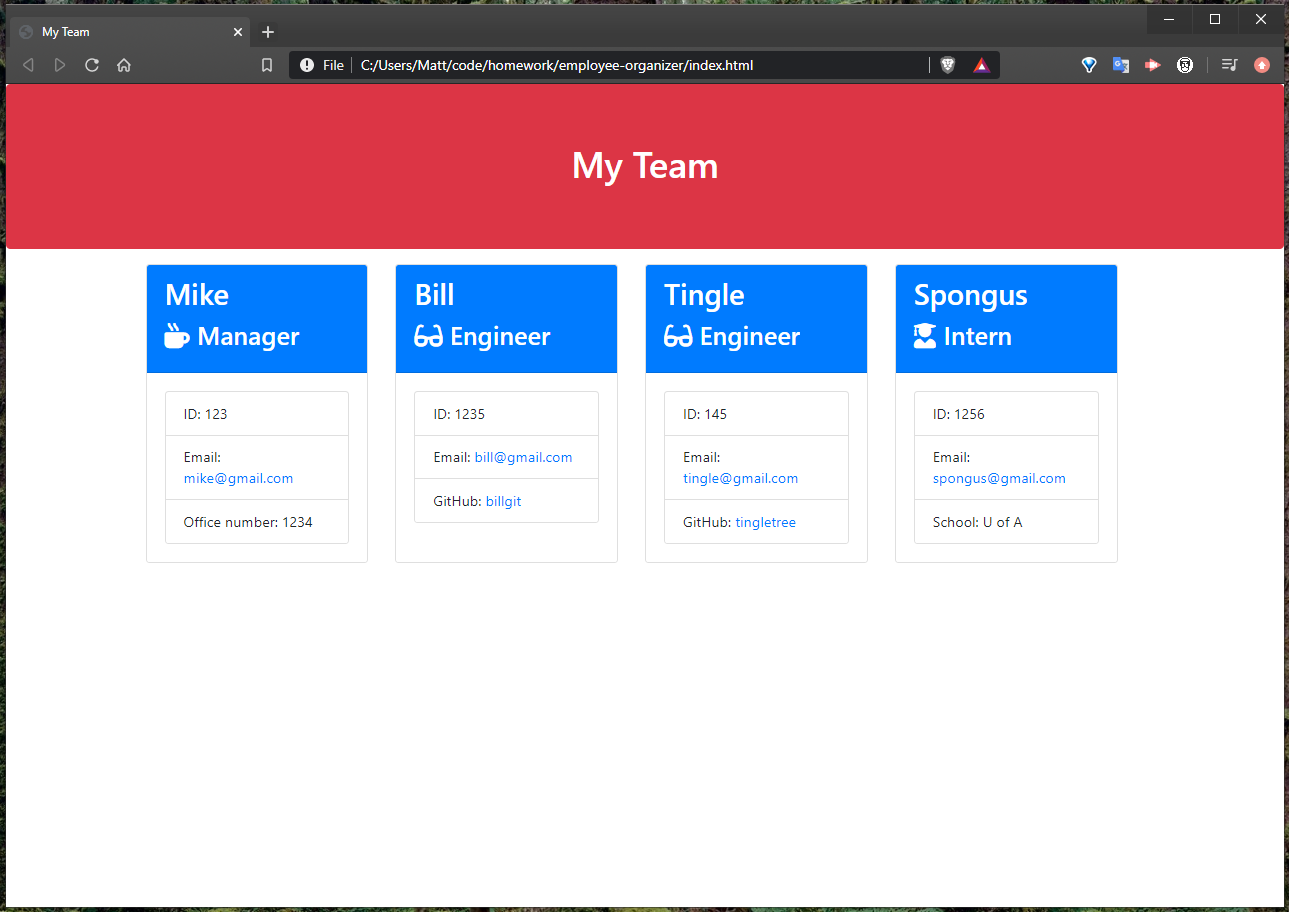 My Team
File
C:/Users/Matt/code/homework/employee-organizer/index.html
My Team
Mike
Manager
ID: 123
Email:
mike@gmail.com
Office number: 1234
Bill
Engineer
ID: 1235
Email: bill@gmail.com
GitHub: billgit
Tingle
Engineer
ID: 145
Email:
tingle@gmail.com
GitHub: tingletree
Spongus
Intern
ID: 1256
Email:
spongus@gmail.com
School: U of A